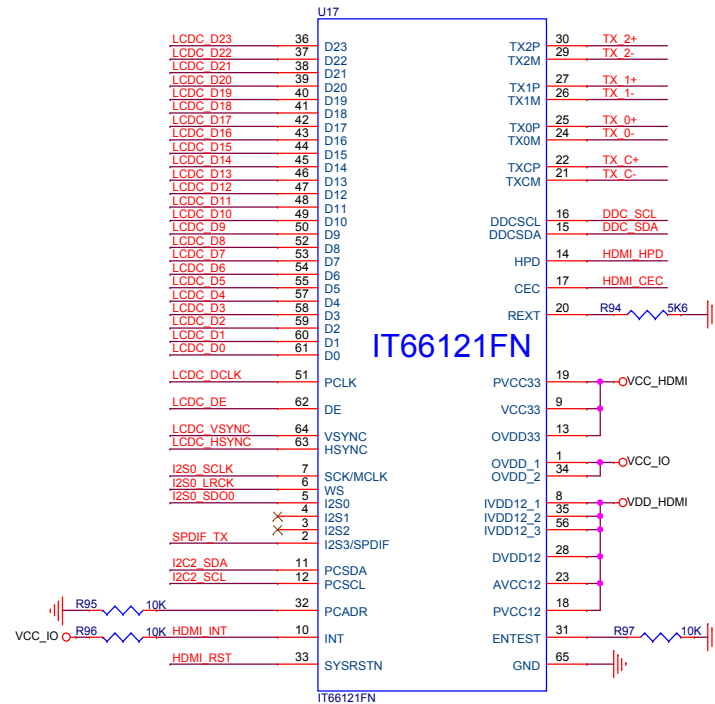 U17
LCDC_D23 36 D23
LCDC_D22 37 D22
LCDC_D21 38 D21
LCDC_D20 39 D20
LCDC_D19 40 D19
LCDC_D18 41 D18
LCDC_D17 42 D17
LCDC_D16 43 D16
LCDC_D15 44 D15
LCDC_D14 45 D14
LCDC_D13 46 D13
LCDC_D12 47 D12
LCDC_D11 48 D11
LCDC_D10 49 D10
LCDC_D9 50 D9
LCDC_D8 52 D8
LCDC_D7 53 D7
LCDC_D6 54 D6
LCDC_D5 55 D5
LCDC_D4 57 D4
LCDC_D3 58 D3
LCDC_D2 59 D2
LCDC_D1 60 D1
LCDC_D0 61 D0
LCDC_DCLK 51 PCLK
LCDC_DE 62 DE
LCDC_VSYNC 64 VSYNC
LCDC_HSYNC 63 HSYNC
I2S0_SCLK 7 SCK/MCLK
I2S0_LRCK 6 WS
I2S0_SDO0 5 I2S0
4 I2S1
3 I2S2
SPDIF_TX 2 I2S3/SPDIF
I2C2_SDA 11 PCSDA
I2C2_SCL 12 PCSCL
R95 10K 32 PCADR
VCC_IO R96 10K HDMI_INT 10 INT
HDMI_RST 33 SYSRSTN
IT66121FN
TX2P 30 TX_2+
TX2M 29 TX_2-
TX1P 27 TX_1+
TX1M 26 TX_1-
TX0P 25 TX_0+
TX0M 24 TX_0-
TXCP 22 TX_C+
TXCM 21 TX_C-
DDCSCL 16 DDC_SCL
DDCSDA 15 DDC_SDA
HPD 14 HDMI_HPD
CEC 17 HDMI_CEC
REXT 20 R94 5K6
PVCC33 19 VCC_HDMI
VCC33 9
OVDD33 13
OVDD_1 1 VCC_IO
OVDD_2 34
IVDD12_1 8 VDD_HDMI
IVDD12_2 35
IVDD12_3 56
DVDD12 28
AVCC12 23
PVCC12 18
ENTEST 31 R97 10K
GND 65
IT66121FN